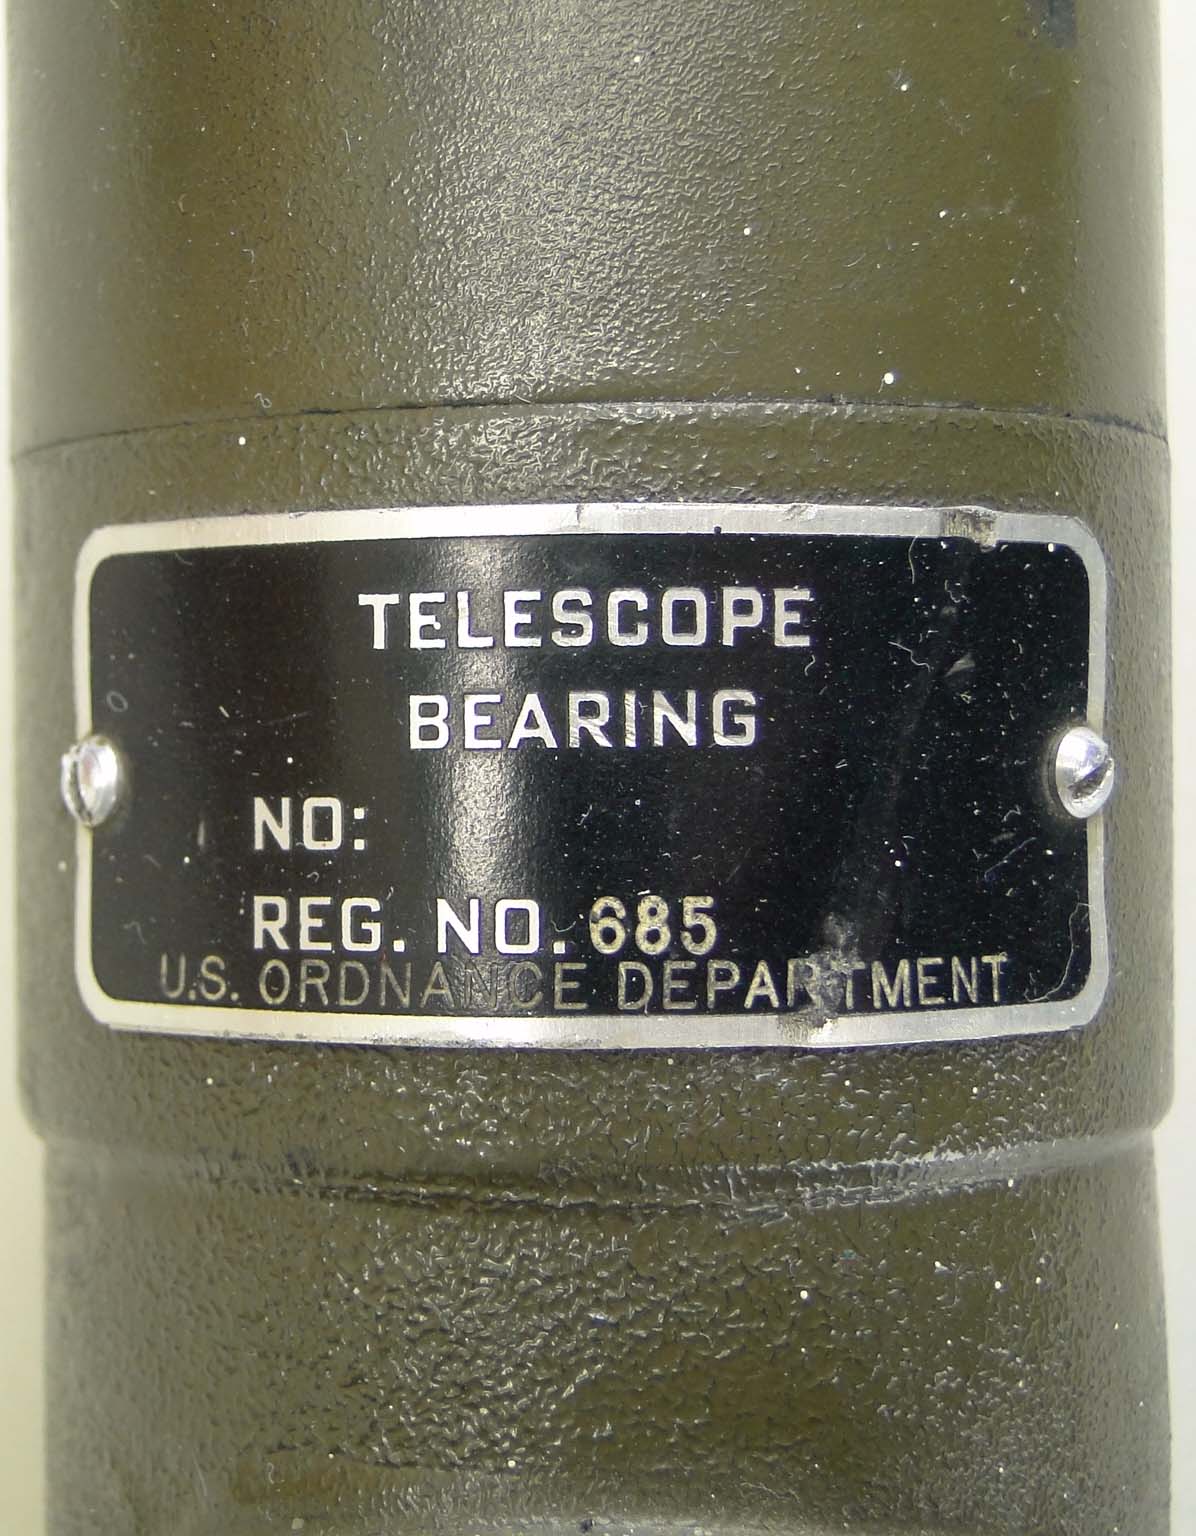 TELESCOPE
BEARING
NO:
REG. NO. 685
U.S. ORDNANCE DEPARTMENT